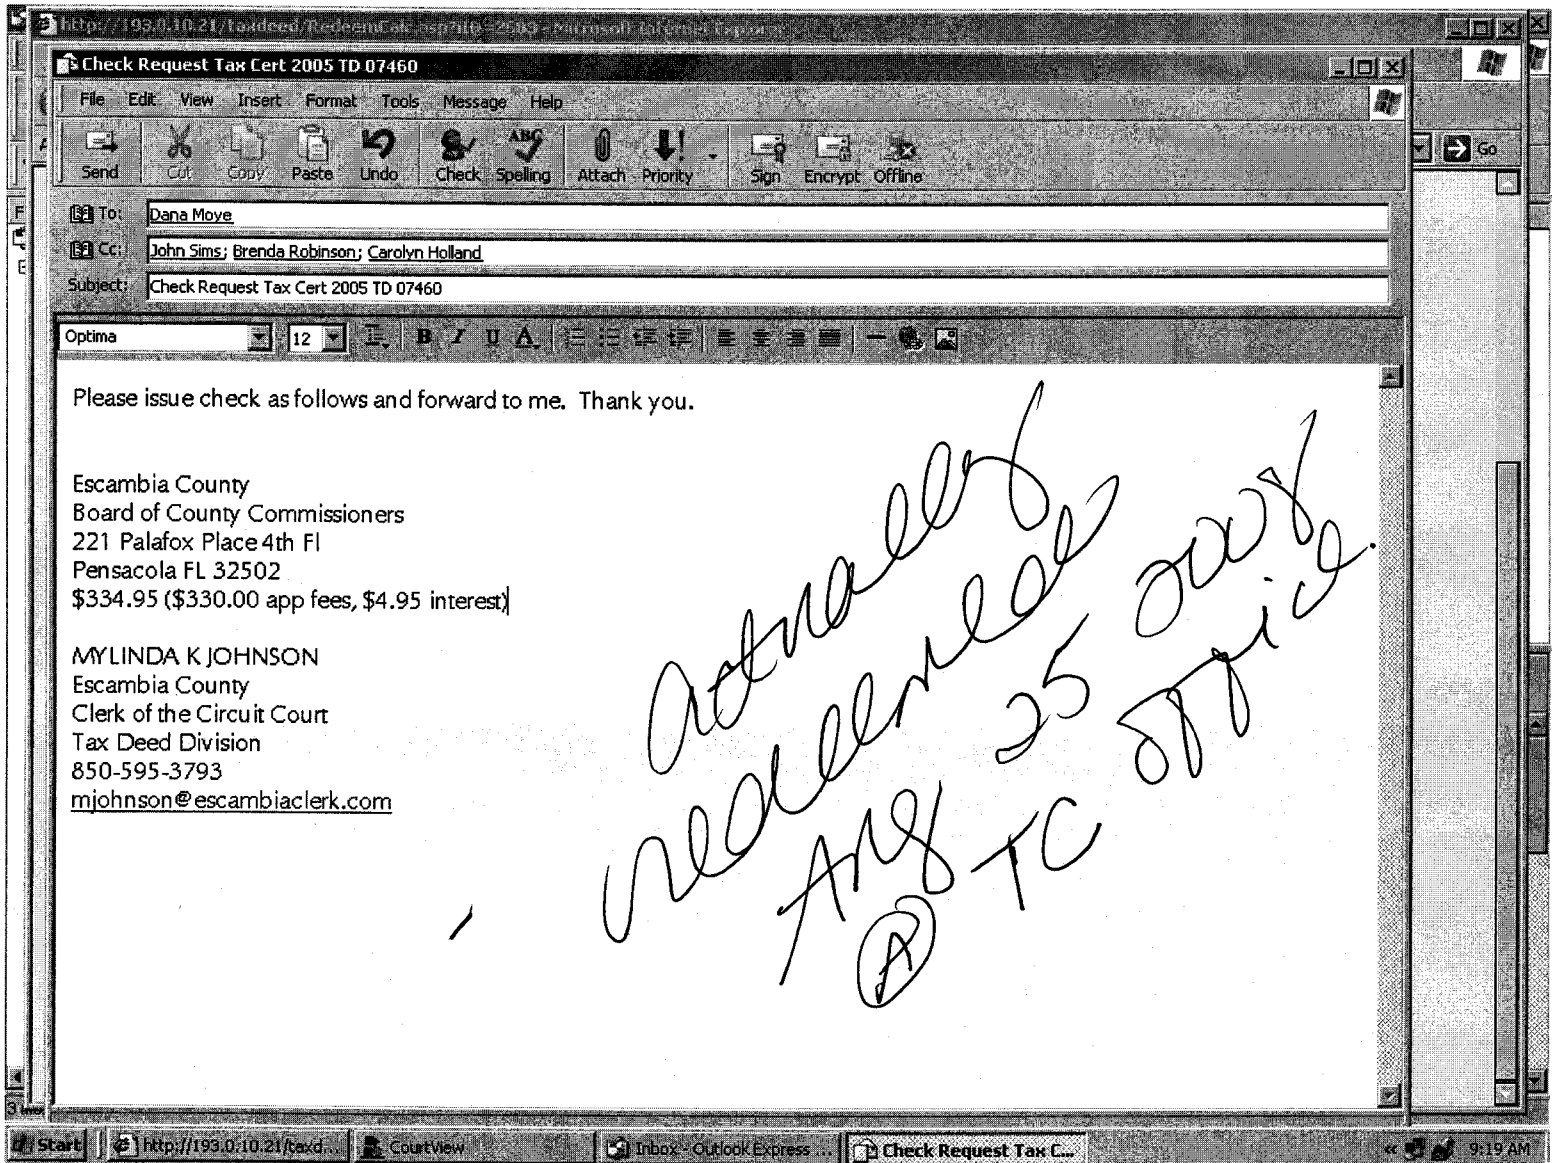 Check Request Tax Cert 2005 TD 07460
File Edit View Insert Format Tools Message Help
Send Cut Copy Paste Undo Check Spelling Attach Priority Sign Encrypt Offline
Go
To: Dana Moye
Cc: John Sims; Brenda Robinson; Carolyn Holland
Subject: Check Request Tax Cert 2005 TD 07460
Optima 12 B I U A
Please issue check as follows and forward to me. Thank you.
Escambia County
Board of County Commissioners
221 Palafox Place 4th Fl
Pensacola FL 32502
$334.95 ($330.00 app fees, $4.95 interest)
MYLINDA K JOHNSON
Escambia County
Clerk of the Circuit Court
Tax Deed Division
850-595-3793
mjohnson@escambiaclerk.com
actually
redeemed
Aug 25
@ TC office.
Start http://193.0.10.21/taxd... CourtView Inbox - Outlook Express ... Check Request Tax C... 9:19 AM